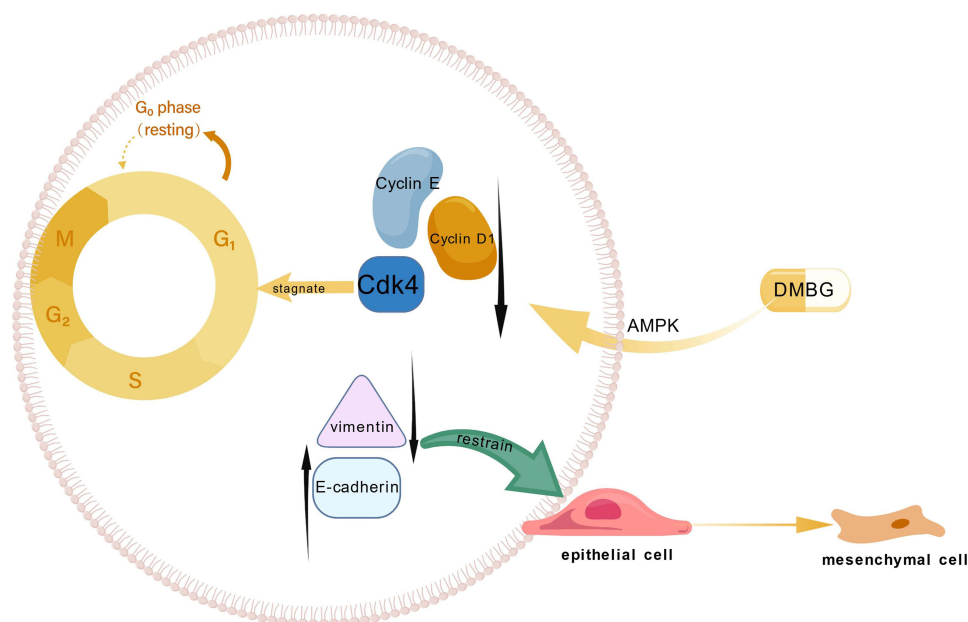 G₀ phase
(resting)
Cyclin E
Cyclin D1
M
G₁
Cdk4
stagnate
DMBG
G₂
AMPK
S
vimentin
restrain
E-cadherin
epithelial cell
mesenchymal cell